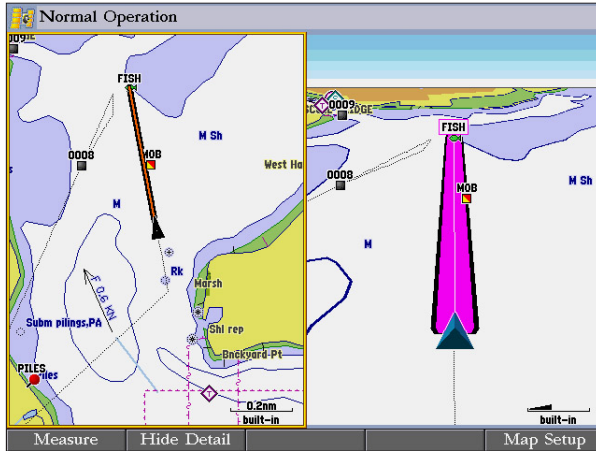 Normal Operation
0009
FISH
M Sh
0008
MOB
West Ha
M
Rk
Marsh
F 0.6 KN
Subm pilings,PA
Shl rep
PILES
Bnckyard Pt
T
0.2nm
built-in
T
0009
FISH
0008
MOB
M Sh
M
built-in
Measure
Hide Detail
Map Setup